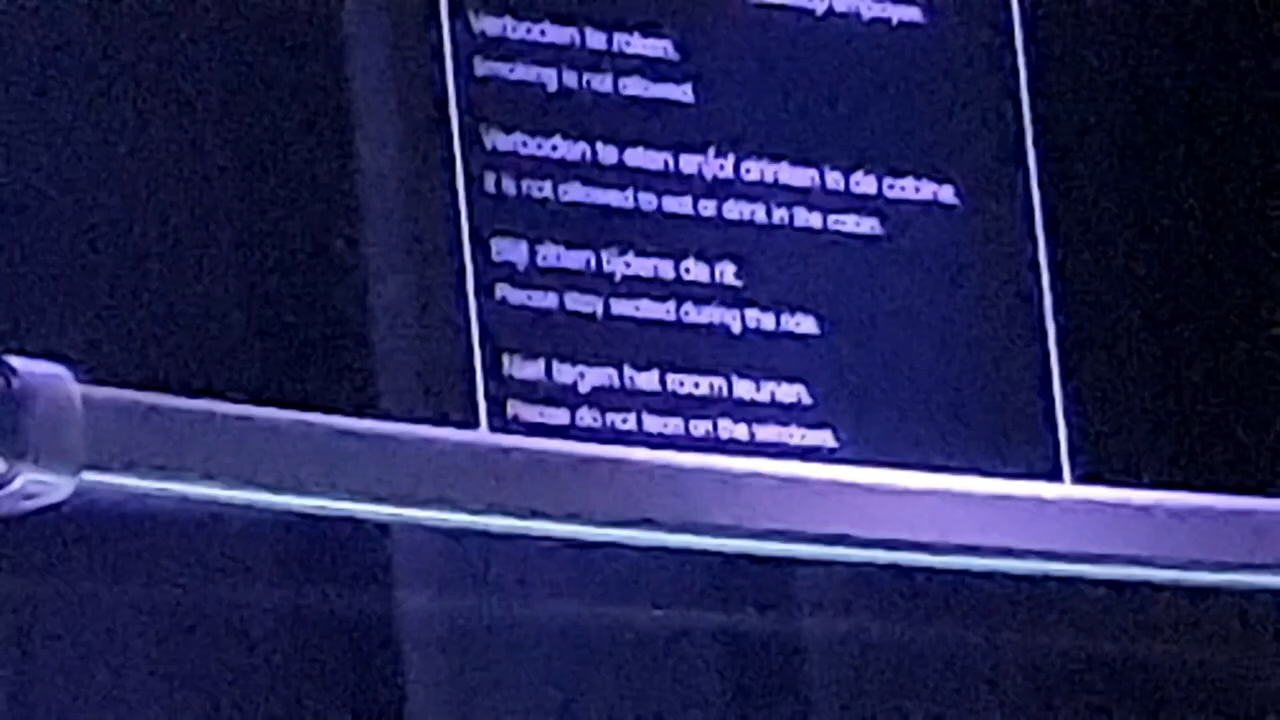 employee.
Verboden te roken.
Smoking is not allowed.
Verboden te eten en/of drinken in de cabine.
It is not allowed to eat or drink in the cabin.
Blijf zitten tijdens de rit.
Please stay seated during the ride.
Niet tegen het raam leunen.
Please do not lean on the windows.